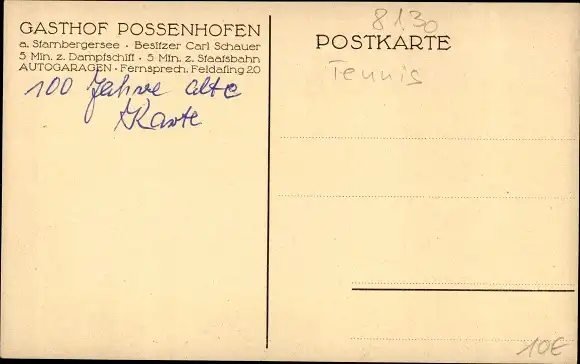 GASTHOF POSSENHOFEN
a. Starnbergersee · Besitzer Carl Schauer
5 Min. z. Dampfschiff · 5 Min. z. Staatsbahn
AUTOGARAGEN · Fernsprech. Feldafing 20
100 Jahre alte
Karte
8130
POSTKARTE
Tennis
10€